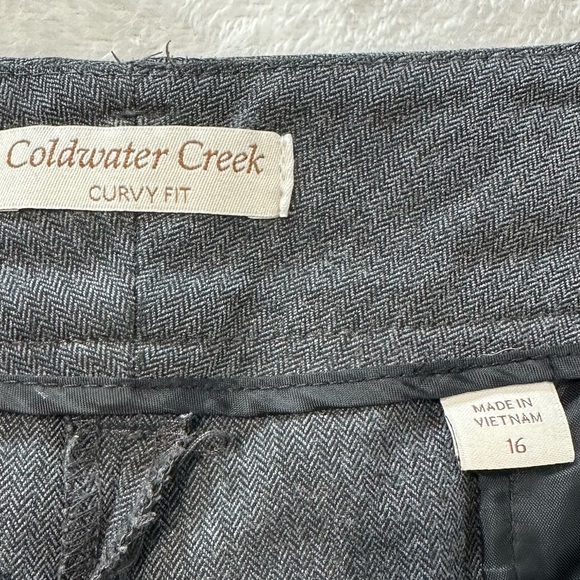 Coldwater Creek
CURVY FIT
MADE IN
VIETNAM
16